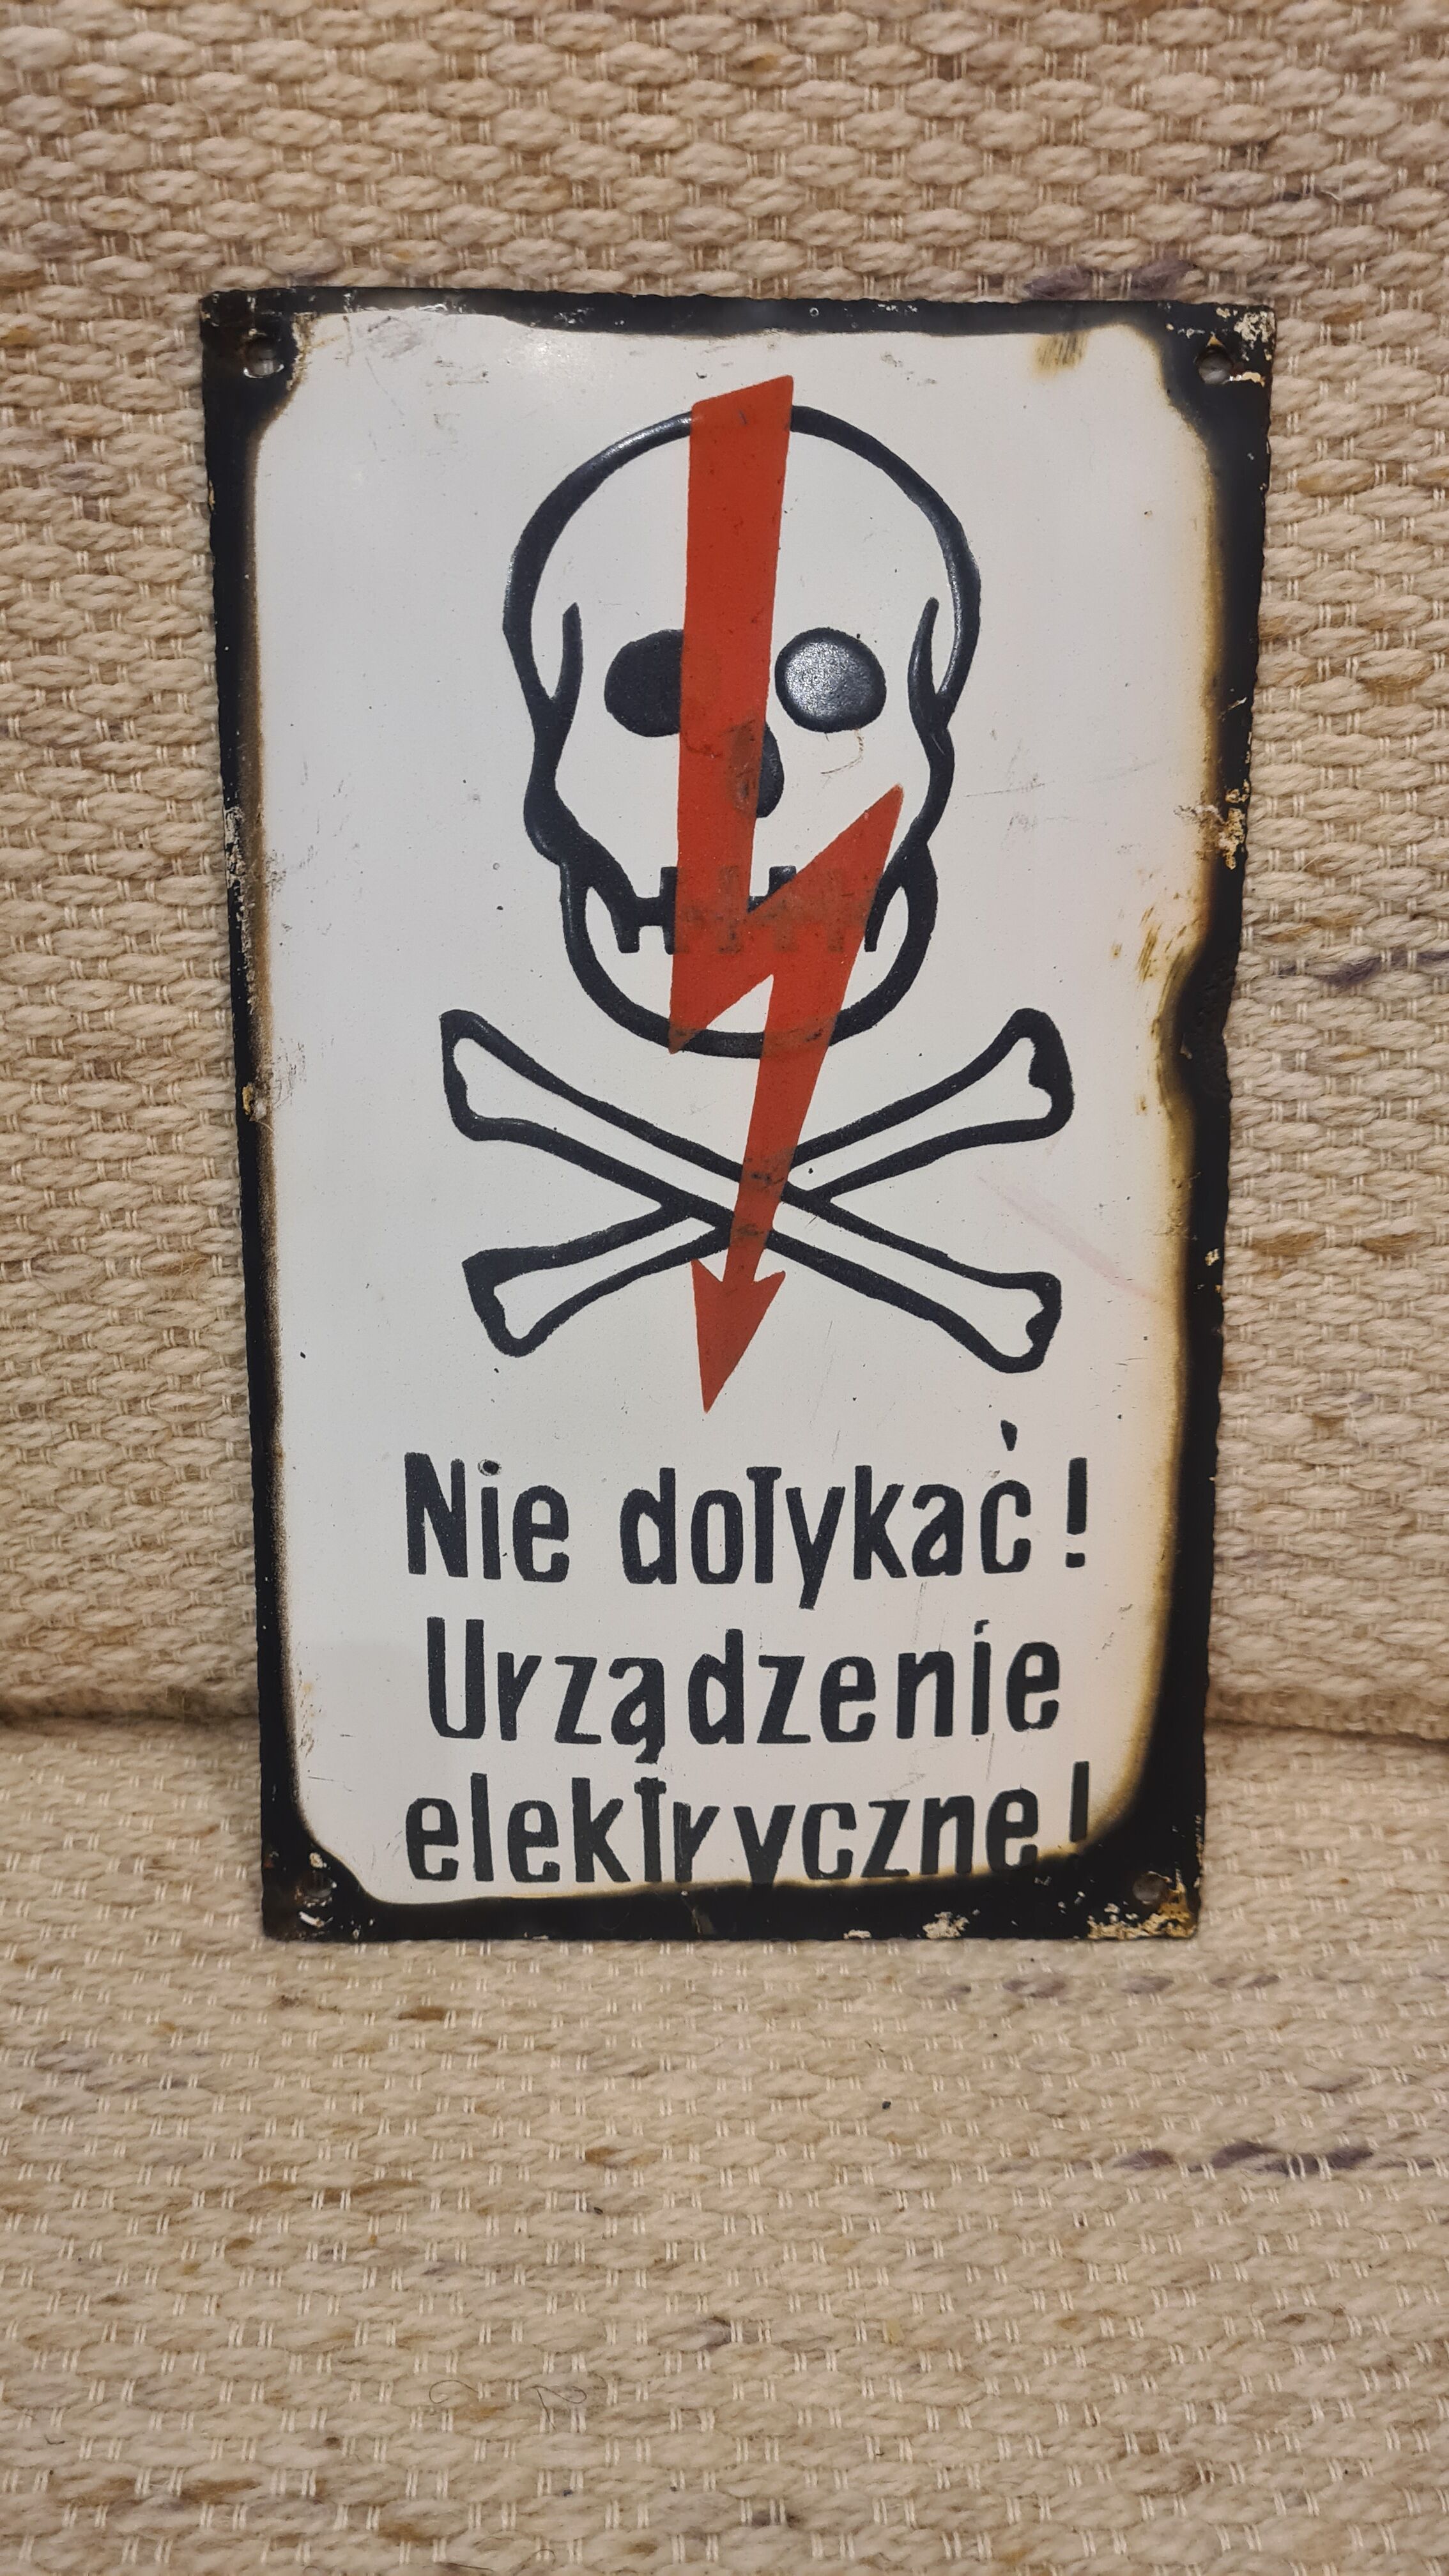 Nie dotykać!
Urządzenie
elektryczne!